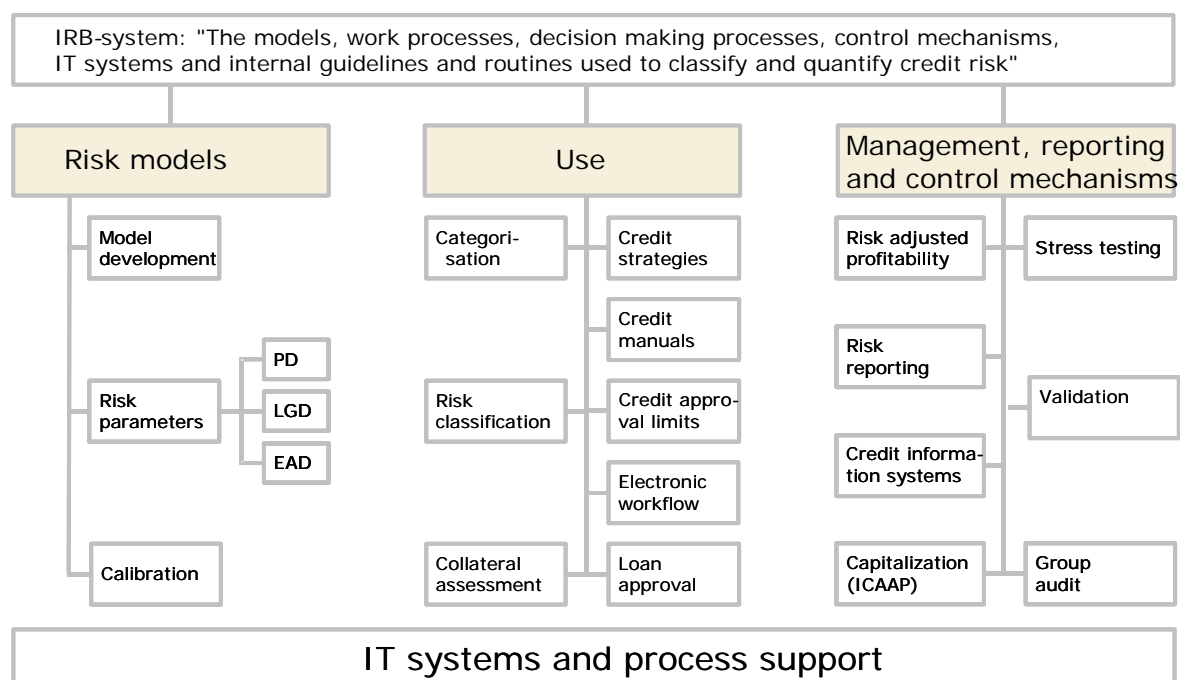 IRB-system: "The models, work processes, decision making processes, control mechanisms,
IT systems and internal guidelines and routines used to classify and quantify credit risk"
Risk models
Model
development
Risk
parameters
PD
LGD
EAD
Calibration
Use
Categori-
sation
Credit
strategies
Credit
manuals
Risk
classification
Credit appro-
val limits
Electronic
workflow
Collateral
assessment
Loan
approval
Management, reporting
and control mechanisms
Risk adjusted
profitability
Stress testing
Risk
reporting
Validation
Credit informa-
tion systems
Capitalization
(ICAAP)
Group
audit
IT systems and process support